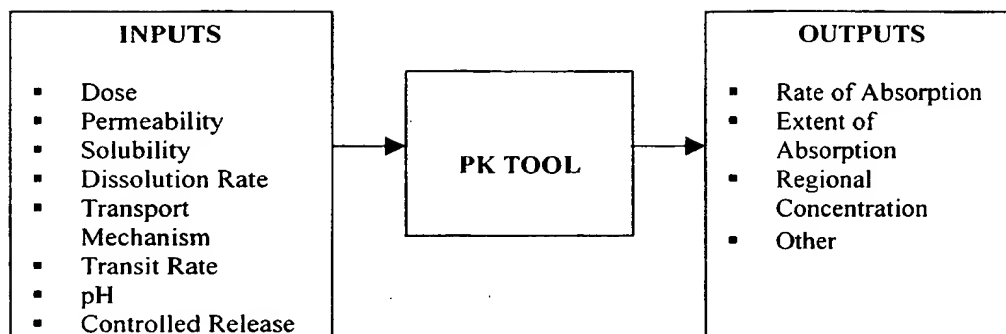 INPUTS
▪ Dose
▪ Permeability
▪ Solubility
▪ Dissolution Rate
▪ Transport
Mechanism
▪ Transit Rate
▪ pH
▪ Controlled Release
PK TOOL
OUTPUTS
▪ Rate of Absorption
▪ Extent of
Absorption
▪ Regional
Concentration
▪ Other